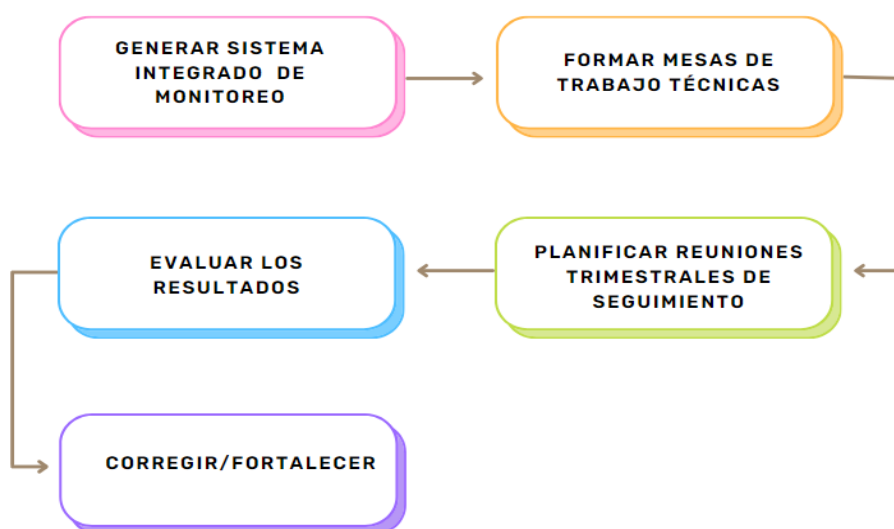 GENERAR SISTEMA
INTEGRADO DE
MONITOREO
FORMAR MESAS DE
TRABAJO TÉCNICAS
PLANIFICAR REUNIONES
TRIMESTRALES DE
SEGUIMIENTO
EVALUAR LOS
RESULTADOS
CORREGIR/FORTALECER